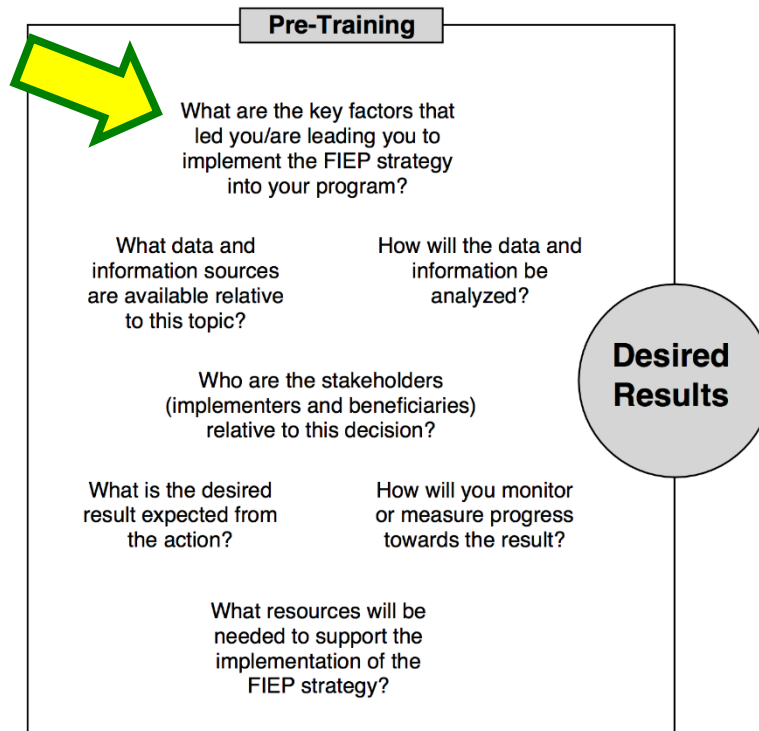 Pre-Training
What are the key factors that
led you/are leading you to
implement the FIEP strategy
into your program?
What data and
information sources
are available relative
to this topic?
How will the data and
information be
analyzed?
Desired
Results
Who are the stakeholders
(implementers and beneficiaries)
relative to this decision?
What is the desired
result expected from
the action?
How will you monitor
or measure progress
towards the result?
What resources will be
needed to support the
implementation of the
FIEP strategy?